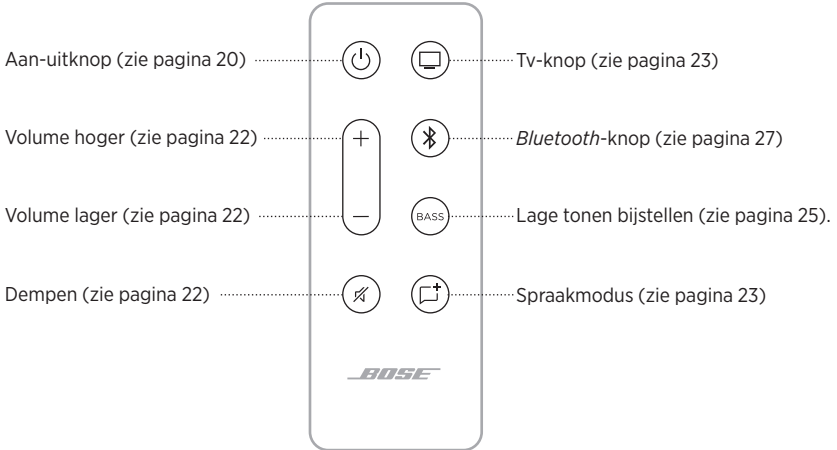 Aan-uitknop (zie pagina 20)
Tv-knop (zie pagina 23)
Volume hoger (zie pagina 22)
Bluetooth-knop (zie pagina 27)
Volume lager (zie pagina 22)
BASS
Lage tonen bijstellen (zie pagina 25).
Dempen (zie pagina 22)
Spraakmodus (zie pagina 23)
BOSE